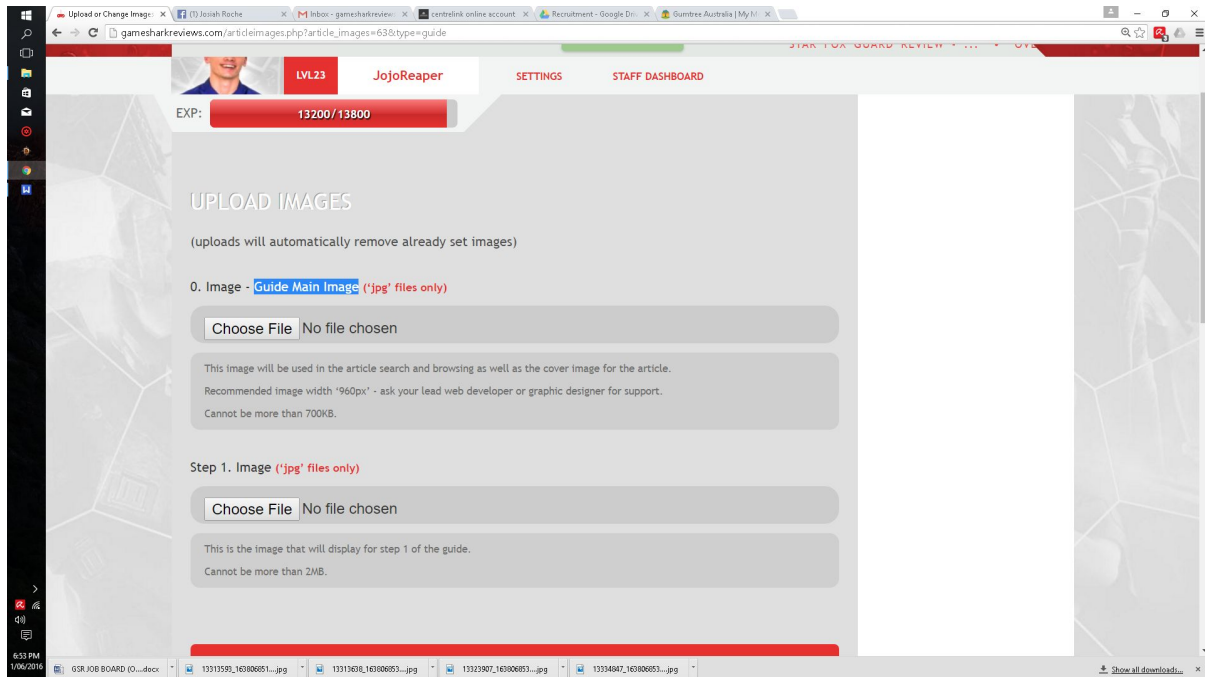 Upload or Change Image
(1) Josiah Roche
Inbox - gamesharkreview
centrelink online account
Recruitment - Google Dri
Gumtree Australia | My
gamesharkreviews.com/articleimages.php?article_images=63&type=guide
STAR FOX GUARD REVIEW
LVL23
JojoReaper
SETTINGS
STAFF DASHBOARD
EXP:
13200/13800
UPLOAD IMAGES
(uploads will automatically remove already set images)
0. Image - Guide Main Image ('jpg' files only)
Choose File No file chosen
This image will be used in the article search and browsing as well as the cover image for the article.
Recommended image width '960px' - ask your lead web developer or graphic designer for support.
Cannot be more than 700KB.
Step 1. Image ('jpg' files only)
Choose File No file chosen
This is the image that will display for step 1 of the guide.
Cannot be more than 2MB.
6:53 PM
1/06/2016
GSR JOB BOARD (O....docx
13313593_163806851....jpg
13313638_163806853....jpg
13323907_163806853....jpg
13334847_163806853....jpg
Show all downloads...